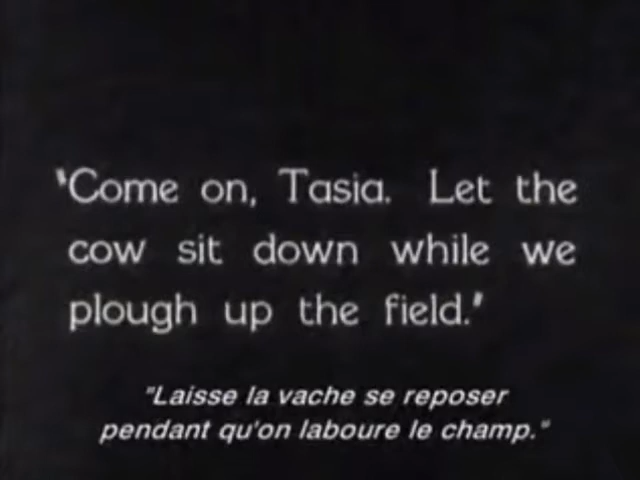 'Come on, Tasia. Let the
cow sit down while we
plough up the field.'
"Laisse la vache se reposer
pendant qu'on laboure le champ."